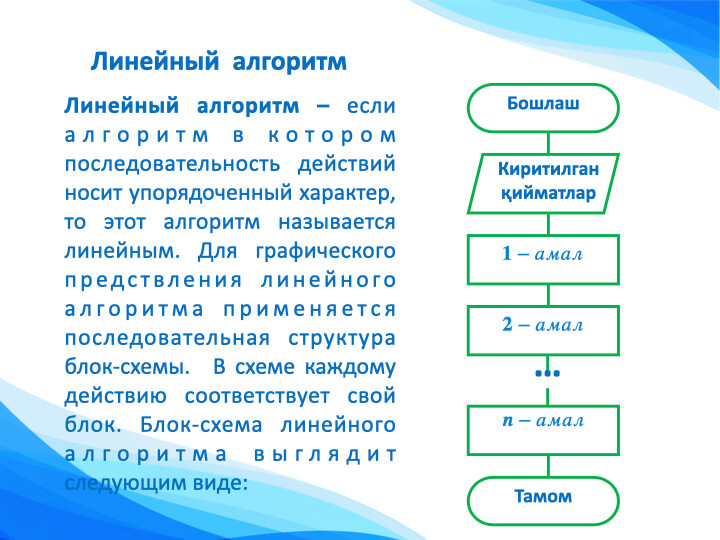 Линейный алгоритм
Линейный алгоритм – если
алгоритм в котором
последовательность действий
носит упорядоченный характер,
то этот алгоритм называется
линейным. Для графического
предствления линейного
алгоритма применяется
последовательная структура
блок-схемы. В схеме каждому
действию соответствует свой
блок. Блок-схема линейного
алгоритма выглядит
следующим виде:
Бошлаш
Киритилган
қийматлар
1 – амал
2 – амал
...
n – амал
Тамом